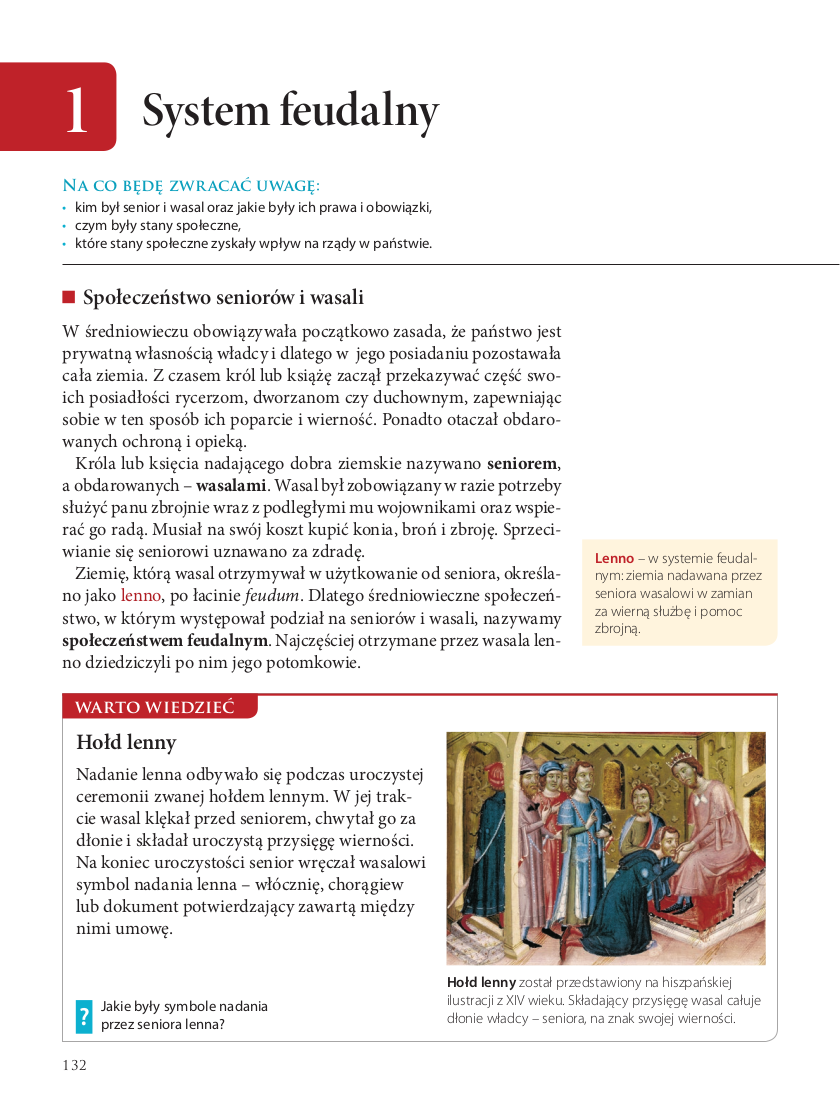 1
System feudalny
Na co będę zwracać uwagę:
• kim był senior i wasal oraz jakie były ich prawa i obowiązki,
• czym były stany społeczne,
• które stany społeczne zyskały wpływ na rządy w państwie.
Społeczeństwo seniorów i wasali
W średniowieczu obowiązywała początkowo zasada, że państwo jest
prywatną własnością władcy i dlatego w jego posiadaniu pozostawała
cała ziemia. Z czasem król lub książę zaczął przekazywać część swo-
ich posiadłości rycerzom, dworzanom czy duchownym, zapewniając
sobie w ten sposób ich poparcie i wierność. Ponadto otaczał obdaro-
wanych ochroną i opieką.
Króla lub księcia nadającego dobra ziemskie nazywano seniorem,
a obdarowanych – wasalami. Wasal był zobowiązany w razie potrzeby
służyć panu zbrojnie wraz z podległymi mu wojownikami oraz wspie-
rać go radą. Musiał na swój koszt kupić konia, broń i zbroję. Sprzeci-
wianie się seniorowi uznawano za zdradę.
Ziemię, którą wasal otrzymywał w użytkowanie od seniora, określa-
no jako lenno, po łacinie feudum. Dlatego średniowieczne społeczeń-
stwo, w którym występował podział na seniorów i wasali, nazywamy
społeczeństwem feudalnym. Najczęściej otrzymane przez wasala len-
no dziedziczyli po nim jego potomkowie.
Lenno – w systemie feudal-
nym: ziemia nadawana przez
seniora wasalowi w zamian
za wierną służbę i pomoc
zbrojną.
WARTO WIEDZIEĆ
Hołd lenny
Nadanie lenna odbywało się podczas uroczystej
ceremonii zwanej hołdem lennym. W jej trak-
cie wasal klękał przed seniorem, chwytał go za
dłonie i składał uroczystą przysięgę wierności.
Na koniec uroczystości senior wręczał wasalowi
symbol nadania lenna – włócznię, chorągiew
lub dokument potwierdzający zawartą między
nimi umowę.
? Jakie były symbole nadania
przez seniora lenna?
Hołd lenny został przedstawiony na hiszpańskiej
ilustracji z XIV wieku. Składający przysięgę wasal całuje
dłonie władcy – seniora, na znak swojej wierności.
132